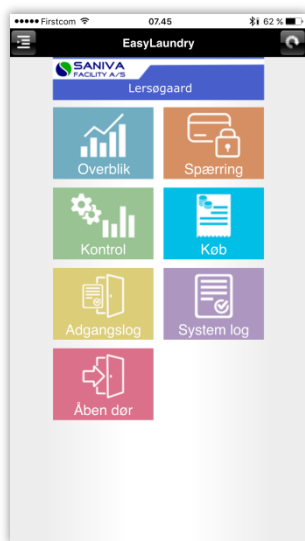 Firstcom 07.45 62 %
EasyLaundry
SANIVA
FACILITY A/S
Lersøgaard
Overblik Spærring
Kontrol Køb
Adgangslog System log
Åben dør